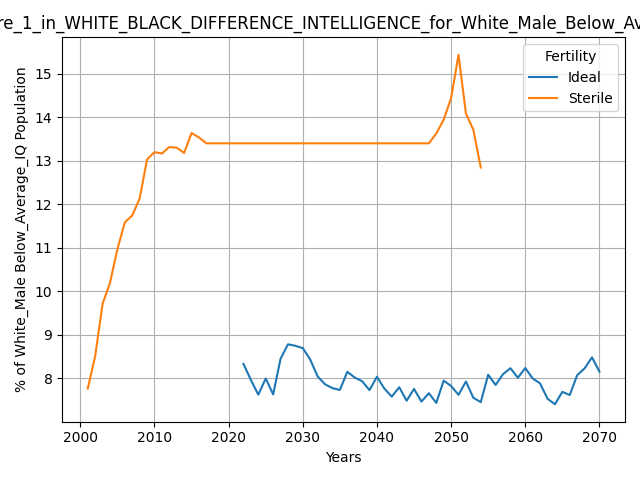 re_1_in_WHITE_BLACK_DIFFERENCE_INTELLIGENCE_for_White_Male_Below_Av
% of White_Male Below_Average_IQ Population
15
14
13
12
11
10
9
8
Fertility
Ideal
Sterile
2000 2010 2020 2030 2040 2050 2060 2070
Years